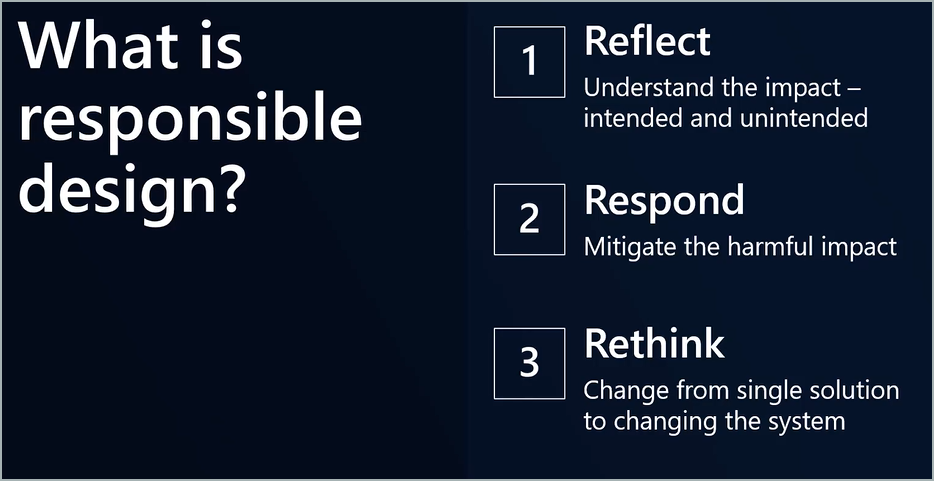 What is
responsible
design?
1
Reflect
Understand the impact –
intended and unintended
2
Respond
Mitigate the harmful impact
3
Rethink
Change from single solution
to changing the system